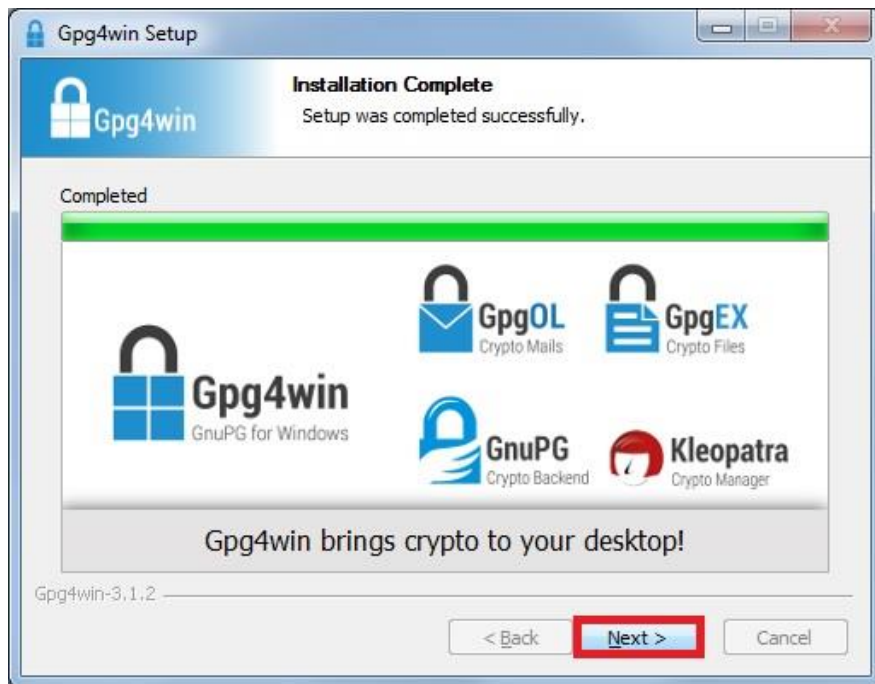 Gpg4win Setup
Installation Complete
Setup was completed successfully.
Gpg4win
Completed
GpgOL
Crypto Mails
GpgEX
Crypto Files
Gpg4win
GnuPG for Windows
GnuPG
Crypto Backend
Kleopatra
Crypto Manager
Gpg4win brings crypto to your desktop!
Gpg4win-3.1.2
< Back
Next >
Cancel